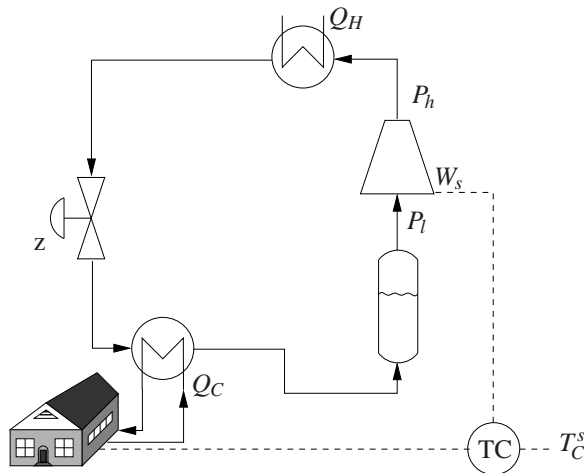 Q_H
P_h
W_s
P_l
z
Q_C
TC
T_C^s